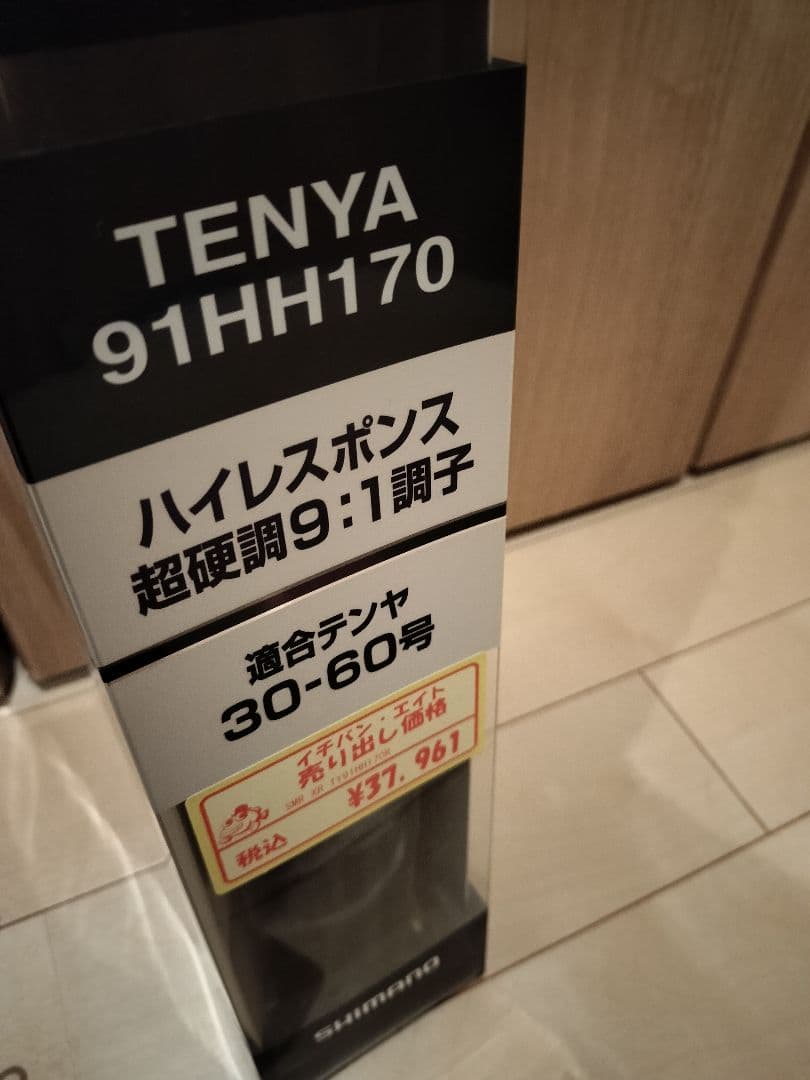 TENYA
91HH170
ハイレスポンス
超硬調9:1調子
適合テンヤ
30-60号
イチバン・エイト
売り出し価格
¥37,961
税込
SHIMANO